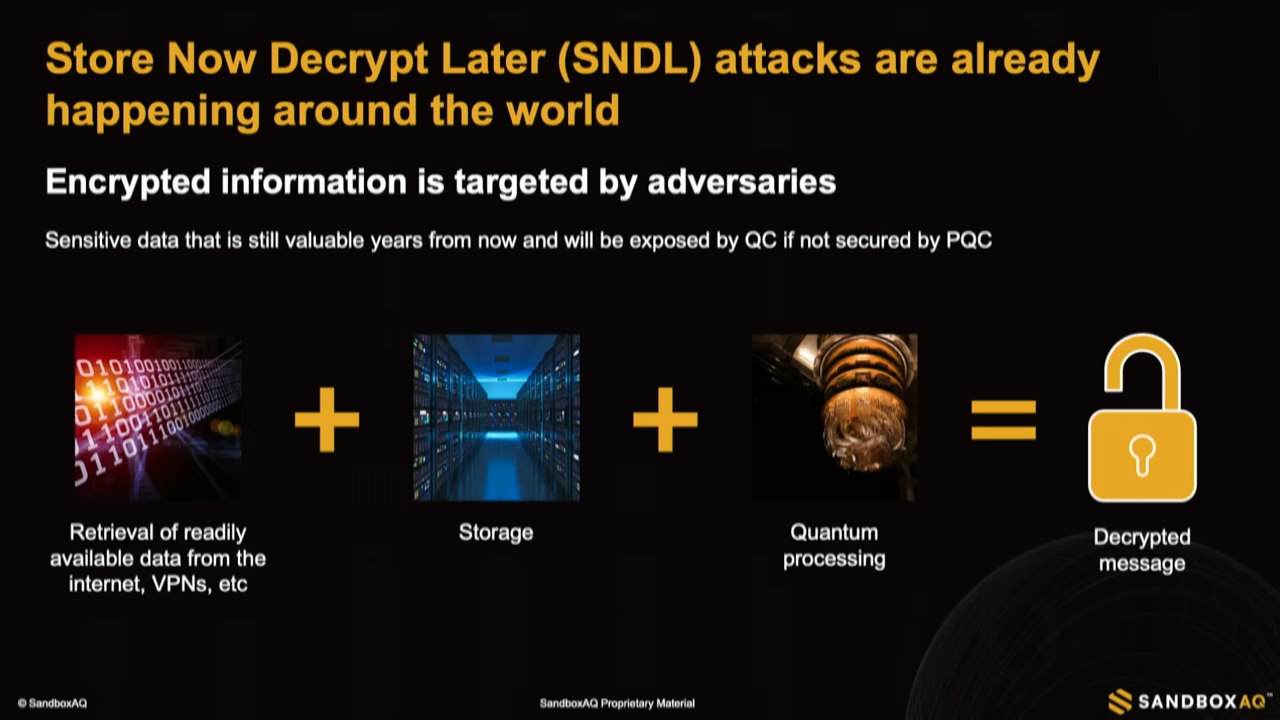 Store Now Decrypt Later (SNDL) attacks are already
happening around the world
Encrypted information is targeted by adversaries
Sensitive data that is still valuable years from now and will be exposed by QC if not secured by PQC
Retrieval of readily
available data from the
internet, VPNs, etc
Storage
Quantum
processing
Decrypted
message
© SandboxAQ
SandboxAQ Proprietary Material
SANDBOXAQ™